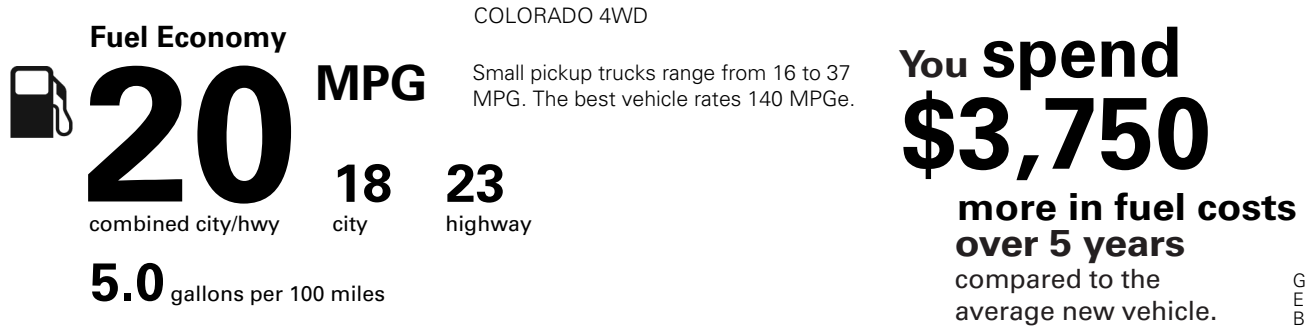 Fuel Economy
20 MPG
combined city/hwy
18
city
23
highway
5.0 gallons per 100 miles
COLORADO 4WD
Small pickup trucks range from 16 to 37
MPG. The best vehicle rates 140 MPGe.
You spend
$3,750
more in fuel costs
over 5 years
compared to the
average new vehicle.
G
E
B